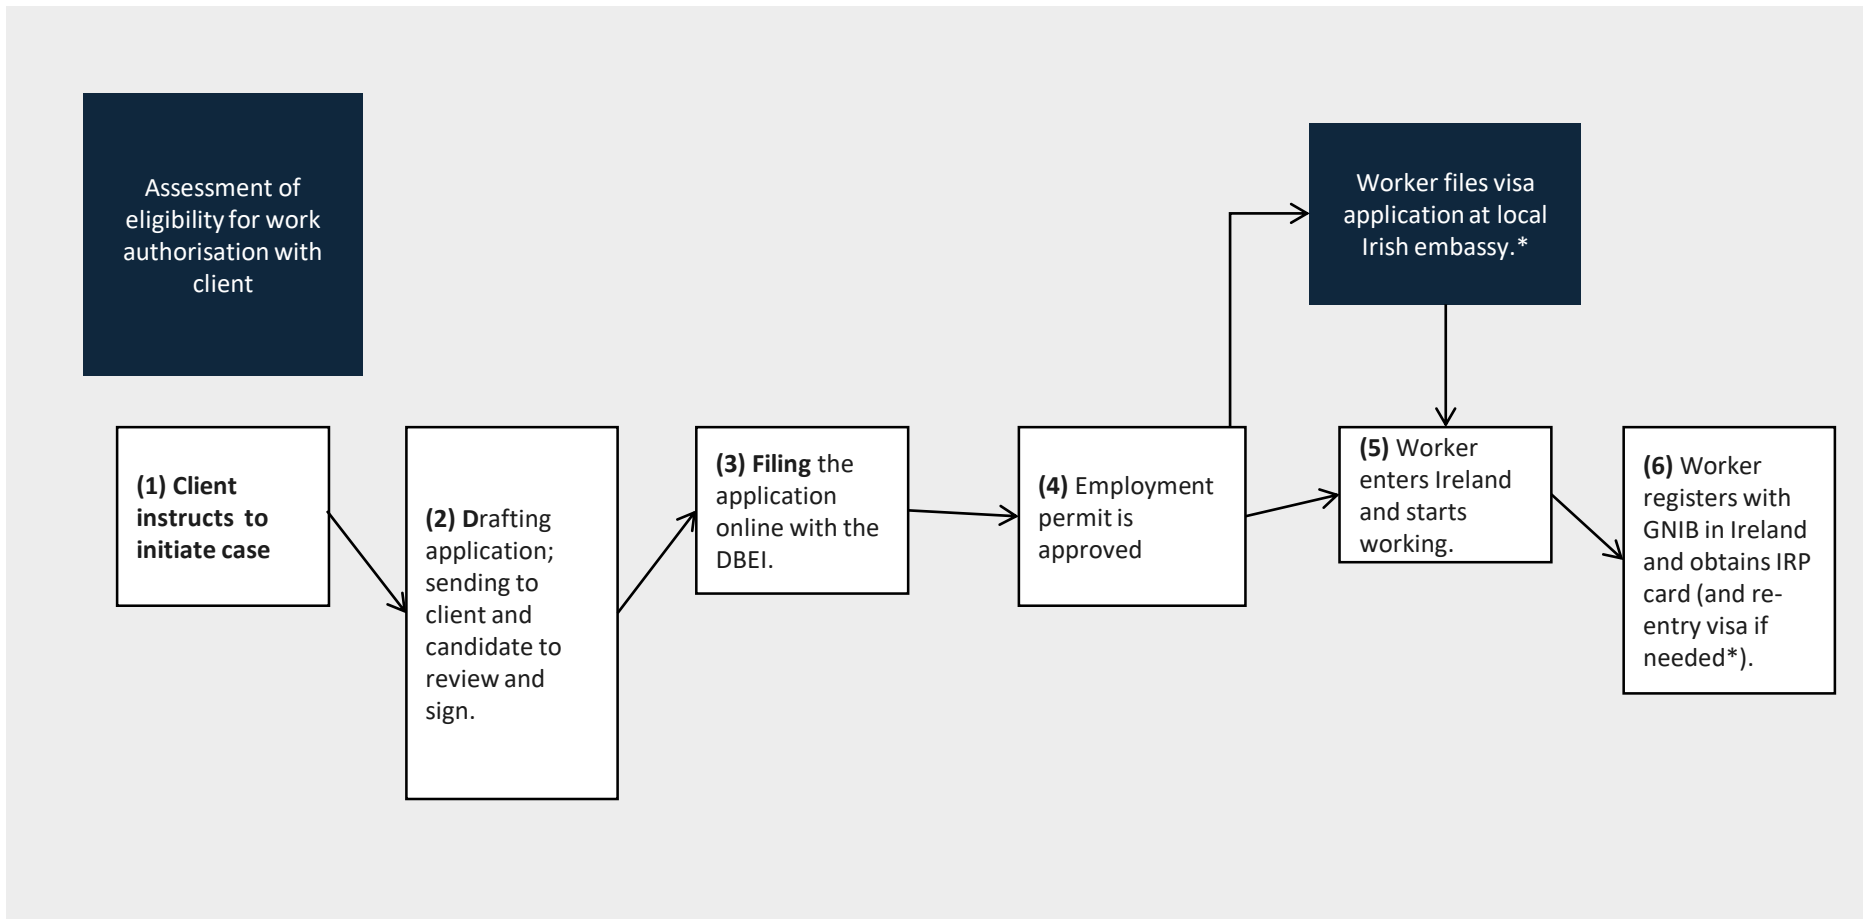 Assessment of
eligibility for work
authorisation with
client
Worker files visa
application at local
Irish embassy.*
(1) Client
instructs to
initiate case
(2) Drafting
application;
sending to
client and
candidate to
review and
sign.
(3) Filing the
application
online with the
DBEI.
(4) Employment
permit is
approved
(5) Worker
enters Ireland
and starts
working.
(6) Worker
registers with
GNIB in Ireland
and obtains IRP
card (and re-
entry visa if
needed*).